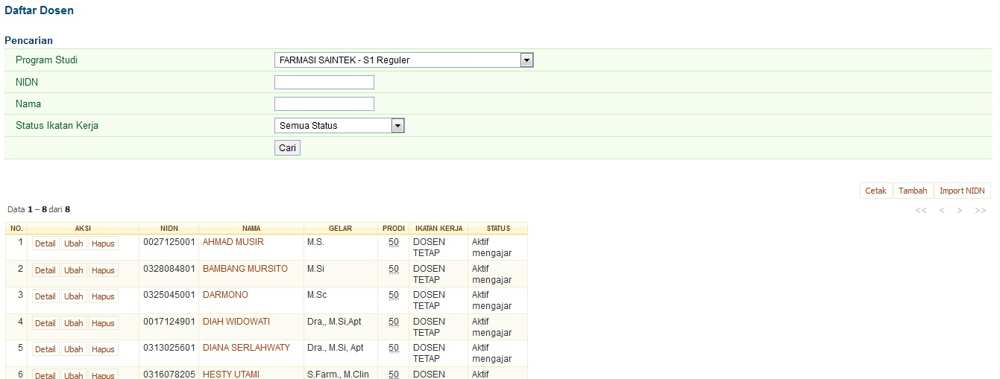 Daftar Dosen
Pencarian
Program Studi FARMASI SAINTEK - S1 Reguler
NIDN
Nama
Status Ikatan Kerja Semua Status
Cari
Cetak Tambah Import NIDN
Data 1 – 8 dari 8 << < > >>
NO. AKSI NIDN NAMA GELAR PRODI IKATAN KERJA STATUS
1 Detail Ubah Hapus 0027125001 AHMAD MUSIR M.S. 50 DOSEN Aktif
TETAP mengajar
2 Detail Ubah Hapus 0328084801 BAMBANG MURSITO M.Si 50 DOSEN Aktif
TETAP mengajar
3 Detail Ubah Hapus 0325045001 DARMONO M.Sc 50 DOSEN Aktif
TETAP mengajar
4 Detail Ubah Hapus 0017124901 DIAH WIDOWATI Dra,, M.Si,Apt 50 DOSEN Aktif
TETAP mengajar
5 Detail Ubah Hapus 0313025601 DIANA SERLAHWATY Dra., M.Si, Apt 50 DOSEN Aktif
TETAP mengajar
6 Detail Ubah Hapus 0316078205 HESTY UTAMI S.Farm., M.Clin 50 DOSEN Aktif